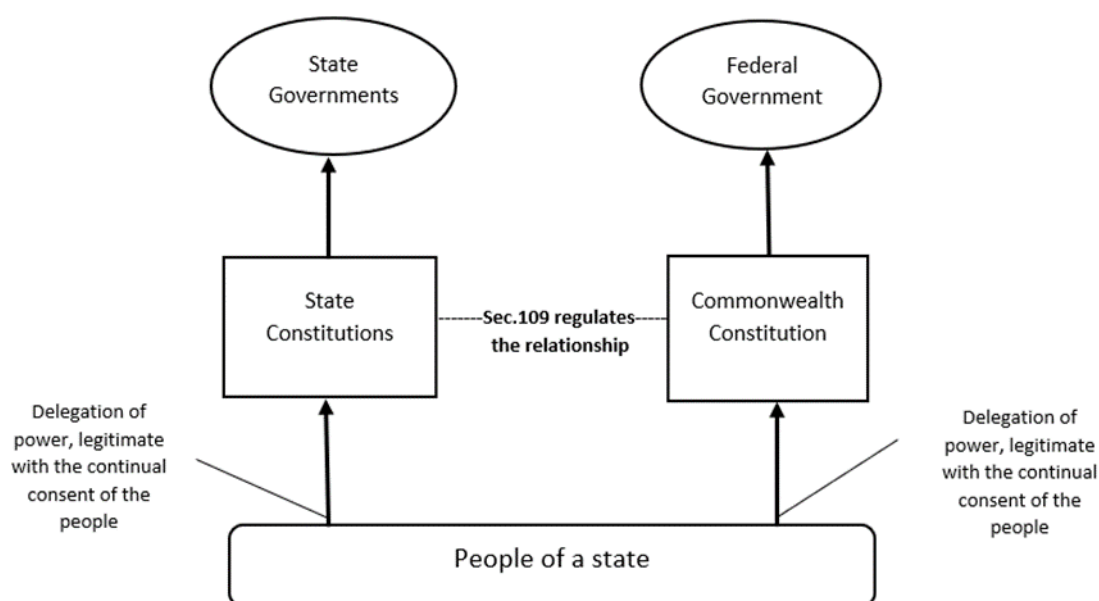 State
Governments
Federal
Government
State
Constitutions
------Sec.109 regulates-----
the relationship
Commonwealth
Constitution
Delegation of
power, legitimate
with the continual
consent of the
people
Delegation of
power, legitimate
with the continual
consent of the
people
People of a state